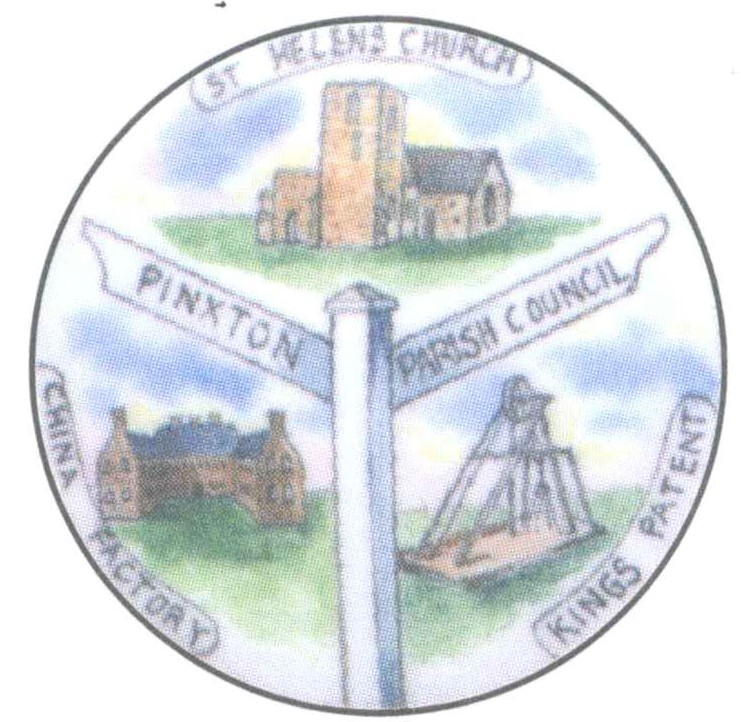 ST HELENS CHURCH
PINXTON
PARISH COUNCIL
CHINA FACTORY
KINGS PATENT